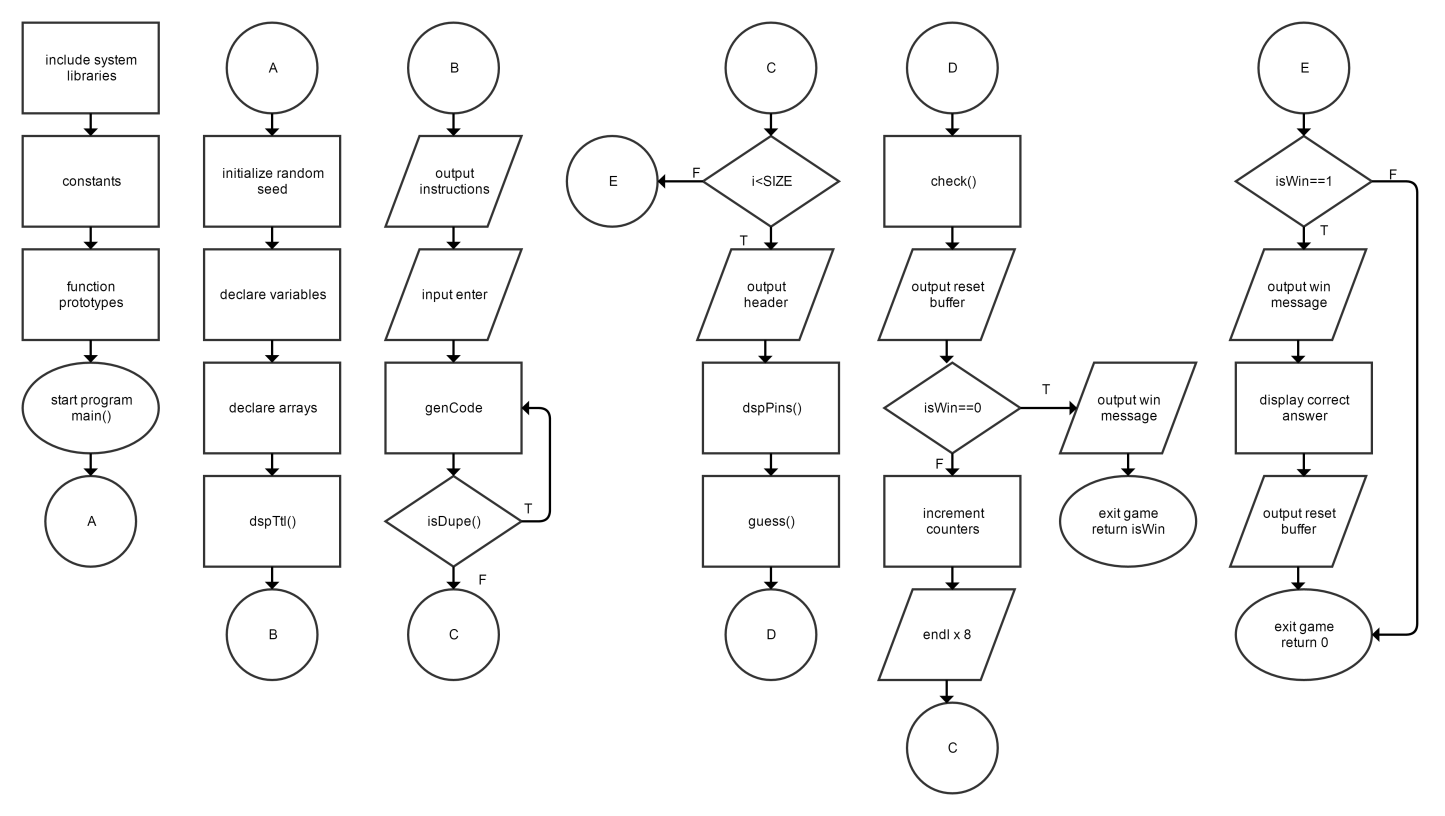 include system
libraries
constants
function
prototypes
start program
main()
A
A
initialize random
seed
declare variables
declare arrays
dspTtl()
B
B
output
instructions
input enter
genCode
isDupe()
T
F
C
C
i<SIZE
F
E
T
output
header
dspPins()
guess()
D
D
check()
output reset
buffer
isWin==0
T
output win
message
exit game
return isWin
F
increment
counters
endl x 8
C
E
isWin==1
F
T
output win
message
display correct
answer
output reset
buffer
exit game
return 0